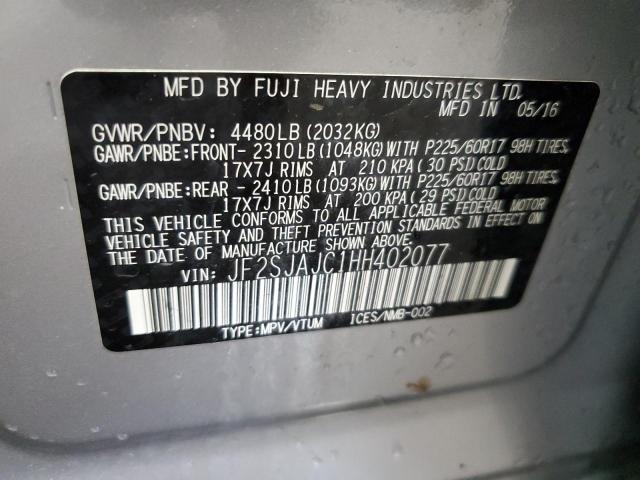 MFD BY FUJI HEAVY INDUSTRIES LTD.
MFD IN 05/16
GVWR/PNBV: 4480LB (2032KG)
GAWR/PNBE:FRONT- 2310LB (1048KG) WITH P225/60R17 98H TIRES,
17X7J RIMS AT 210 KPA (30 PSI) COLD
GAWR/PNBE:REAR - 2410LB (1093KG) WITH P225/60R17 98H TIRES,
17X7J RIMS AT 200 KPA (29 PSI) COLD
THIS VEHICLE CONFORMS TO ALL APPLICABLE FEDERAL MOTOR
VEHICLE SAFETY AND THEFT PREVENTION STANDARDS IN EFFECT ON
THE DATE OF MANUFACTURE SHOWN ABOVE.
VIN: JF2SJAJC1HH402077
TYPE:MPV/VTUM ICES/NMB-002